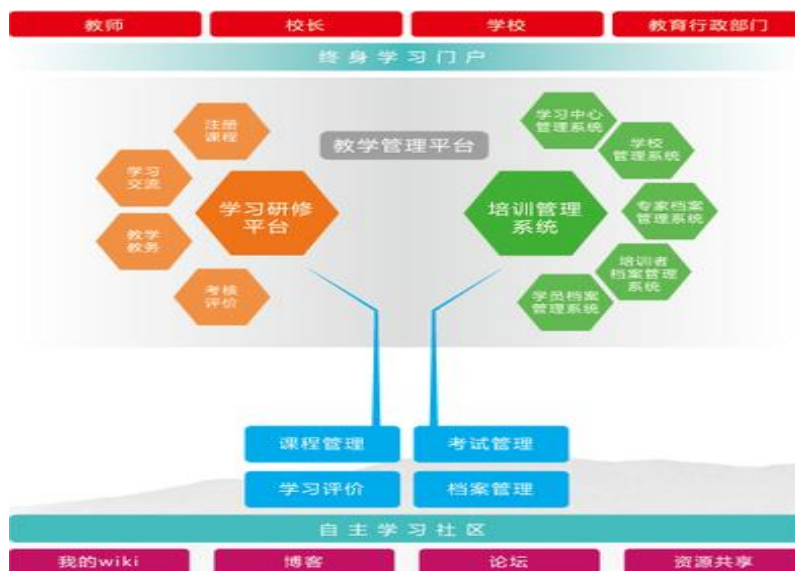 教师
校长
学校
教育行政部门
终身学习门户
注册
课程
学习
交流
教学
教务
考核
评价
学习研修
平台
教学管理平台
学习中心
管理系统
学校
管理系统
专家档案
管理系统
培训者
档案管理
系统
学员档案
管理系统
培训管理
系统
课程管理
考试管理
学习评价
档案管理
自主学习社区
我的wiki
博客
论坛
资源共享